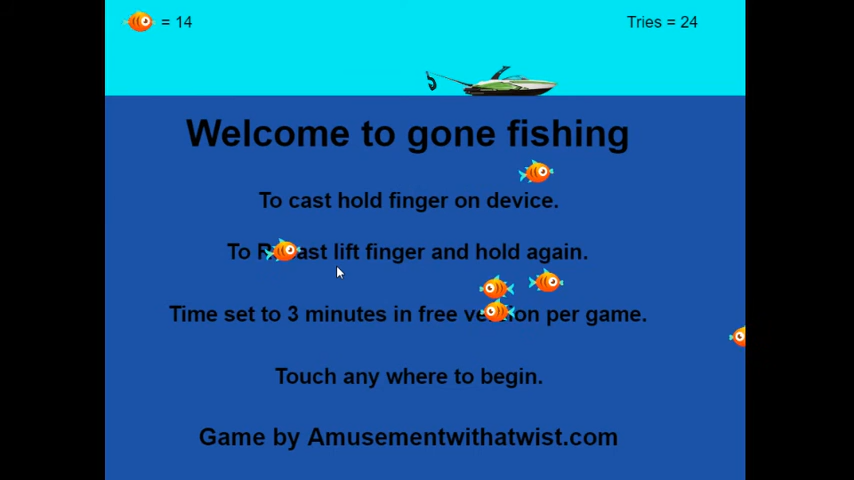 = 14
Tries = 24
Welcome to gone fishing
To cast hold finger on device.
To lift finger and hold again.
Time set to 3 minutes in free version per game.
Touch any where to begin.
Game by Amusementwithatwist.com